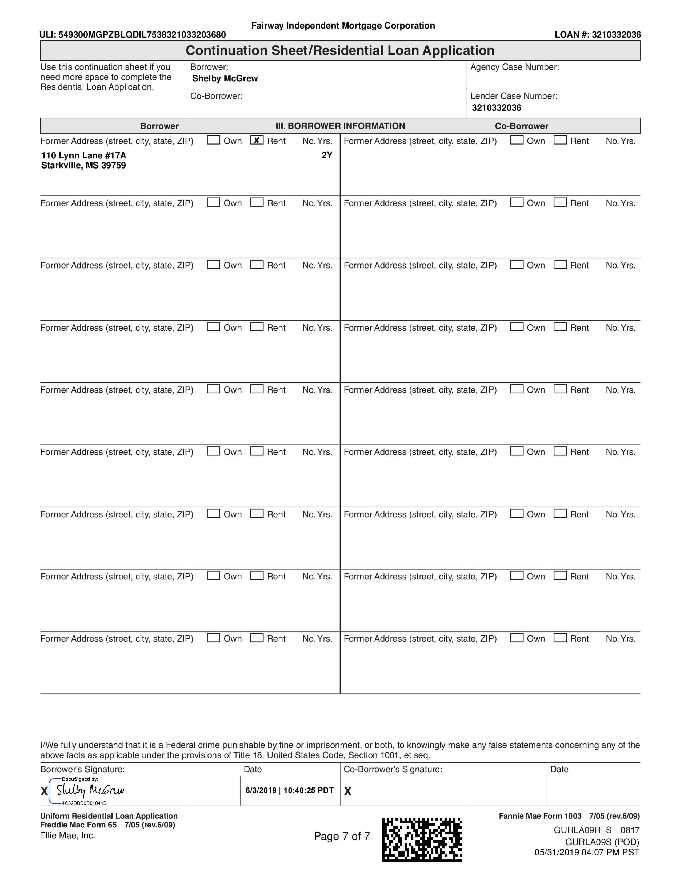 Fairway Independent Mortgage Corporation
ULI: 549300MGPZBLQDIL7538321033203680 LOAN #: 3210332036
Continuation Sheet/Residential Loan Application
Use this continuation sheet if you
need more space to complete the
Residential Loan Application.
Borrower:
Shelby McGrew
Co-Borrower:
Agency Case Number:
Lender Case Number:
3210332036
Borrower III. BORROWER INFORMATION Co-Borrower
Former Address (street, city, state, ZIP) Own X Rent No. Yrs. Former Address (street, city, state, ZIP) Own Rent No. Yrs.
110 Lynn Lane #17A 2Y
Starkville, MS 39759
Former Address (street, city, state, ZIP) Own Rent No. Yrs. Former Address (street, city, state, ZIP) Own Rent No. Yrs.
Former Address (street, city, state, ZIP) Own Rent No. Yrs. Former Address (street, city, state, ZIP) Own Rent No. Yrs.
Former Address (street, city, state, ZIP) Own Rent No. Yrs. Former Address (street, city, state, ZIP) Own Rent No. Yrs.
Former Address (street, city, state, ZIP) Own Rent No. Yrs. Former Address (street, city, state, ZIP) Own Rent No. Yrs.
Former Address (street, city, state, ZIP) Own Rent No. Yrs. Former Address (street, city, state, ZIP) Own Rent No. Yrs.
Former Address (street, city, state, ZIP) Own Rent No. Yrs. Former Address (street, city, state, ZIP) Own Rent No. Yrs.
Former Address (street, city, state, ZIP) Own Rent No. Yrs. Former Address (street, city, state, ZIP) Own Rent No. Yrs.
Former Address (street, city, state, ZIP) Own Rent No. Yrs. Former Address (street, city, state, ZIP) Own Rent No. Yrs.
I/We fully understand that it is a Federal crime punishable by fine or imprisonment, or both, to knowingly make any false statements concerning any of the
above facts as applicable under the provisions of Title 18, United States Code, Section 1001, et seq.
Borrower's Signature: Date Co-Borrower's Signature: Date
DocuSigned by:
X Shelby McGrew 6/3/2019 | 10:40:25 PDT X
Uniform Residential Loan Application Fannie Mae Form 1003 7/05 (rev.6/09)
Freddie Mac Form 65 7/05 (rev.6/09)
Ellie Mae, Inc. Page 7 of 7 GURLA09R S 0817
GURLA09S (POD)
05/31/2019 04:07 PM PST